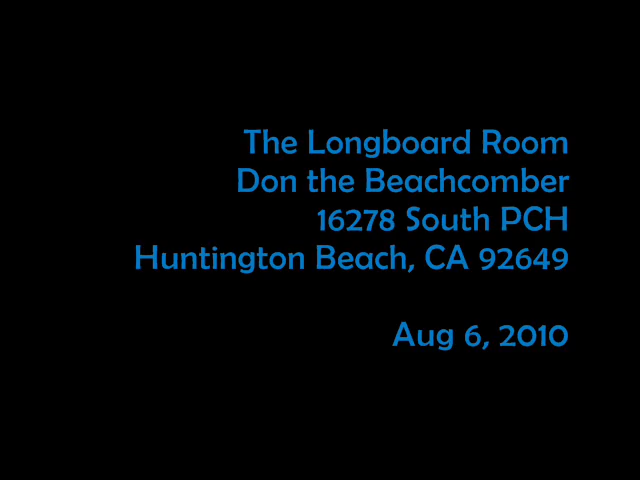 The Longboard Room
Don the Beachcomber
16278 South PCH
Huntington Beach, CA 92649
Aug 6, 2010